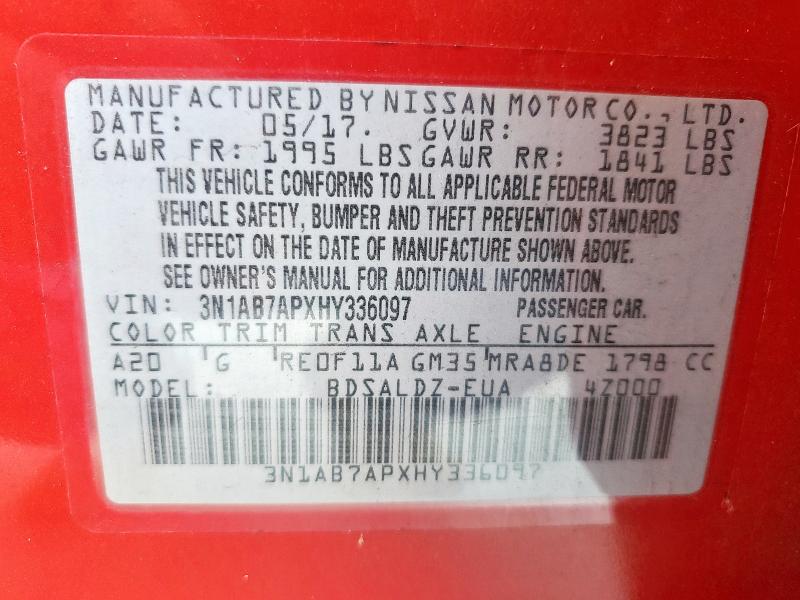 MANUFACTURED BY NISSAN MOTOR CO., LTD.
DATE: 05/17. GVWR: 3823 LBS
GAWR FR: 1995 LBS GAWR RR: 1841 LBS
THIS VEHICLE CONFORMS TO ALL APPLICABLE FEDERAL MOTOR
VEHICLE SAFETY, BUMPER AND THEFT PREVENTION STANDARDS
IN EFFECT ON THE DATE OF MANUFACTURE SHOWN ABOVE.
SEE OWNER'S MANUAL FOR ADDITIONAL INFORMATION.
VIN: 3N1AB7APXHY336097 PASSENGER CAR.
COLOR TRIM TRANS AXLE ENGINE
A20 G RE0F11A GM35 MRA8DE 1798 CC
MODEL: BDSALDZ-EUA 4Z000
3N1AB7APXHY336097